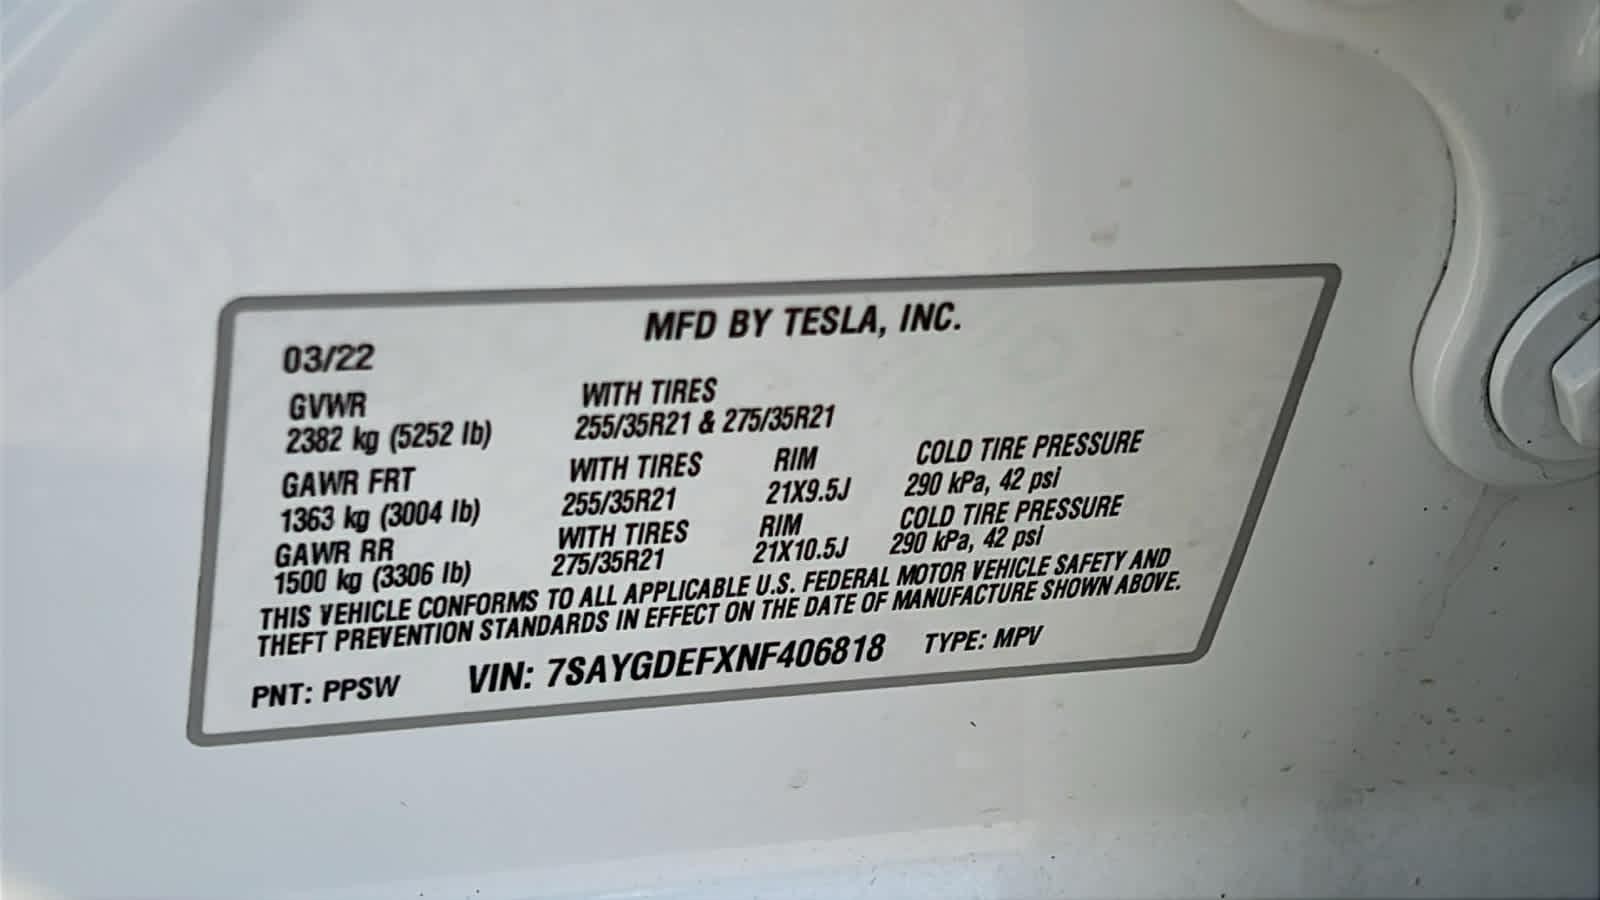 MFD BY TESLA, INC.
03/22
GVWR WITH TIRES
2382 kg (5252 lb) 255/35R21 & 275/35R21
GAWR FRT WITH TIRES RIM COLD TIRE PRESSURE
1363 kg (3004 lb) 255/35R21 21X9.5J 290 kPa, 42 psi
GAWR RR WITH TIRES RIM COLD TIRE PRESSURE
1500 kg (3306 lb) 275/35R21 21X10.5J 290 kPa, 42 psi
THIS VEHICLE CONFORMS TO ALL APPLICABLE U.S. FEDERAL MOTOR VEHICLE SAFETY AND
THEFT PREVENTION STANDARDS IN EFFECT ON THE DATE OF MANUFACTURE SHOWN ABOVE.
PNT: PPSW VIN: 7SAYGDEFXNF406818 TYPE: MPV